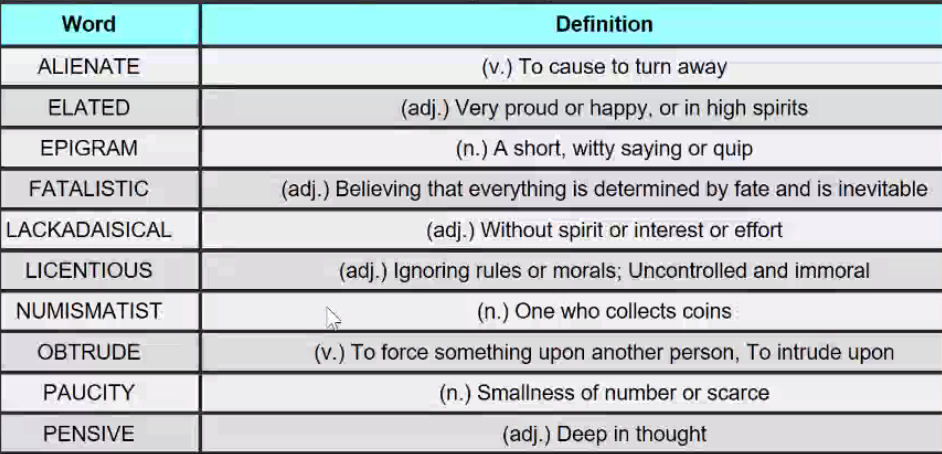 Word Definition
ALIENATE (v.) To cause to turn away
ELATED (adj.) Very proud or happy, or in high spirits
EPIGRAM (n.) A short, witty saying or quip
FATALISTIC (adj.) Believing that everything is determined by fate and is inevitable
LACKADAISICAL (adj.) Without spirit or interest or effort
LICENTIOUS (adj.) Ignoring rules or morals; Uncontrolled and immoral
NUMISMATIST (n.) One who collects coins
OBTRUDE (v.) To force something upon another person, To intrude upon
PAUCITY (n.) Smallness of number or scarce
PENSIVE (adj.) Deep in thought